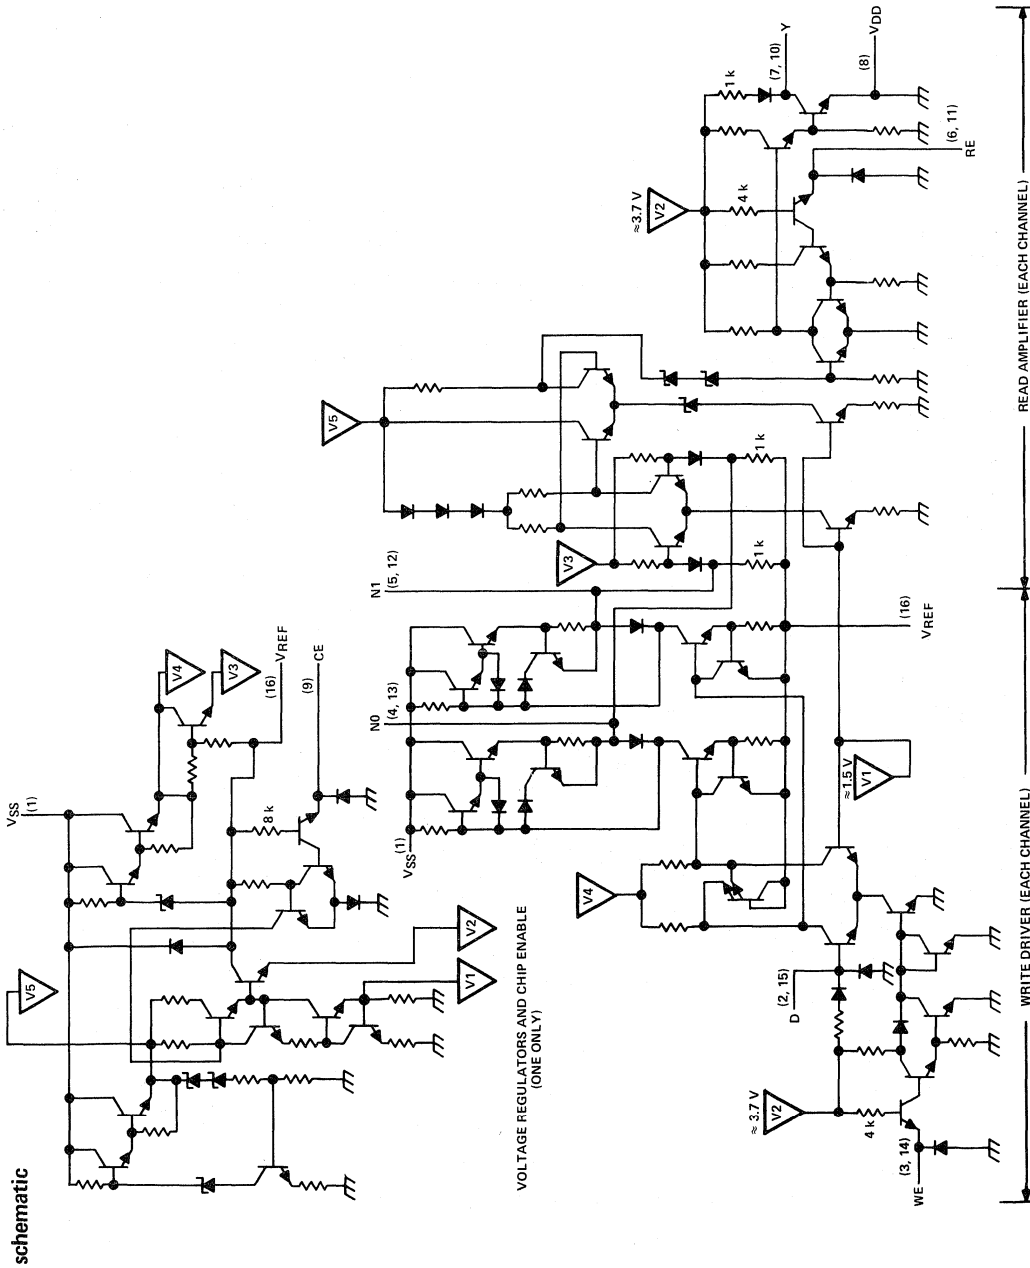 schematic
VSS
(1)
V5
V4
V3
(16)
VREF
(9)
CE
8 k
V2
V1
VOLTAGE REGULATORS AND CHIP ENABLE
(ONE ONLY)
VSS (1)
N0
(4, 13)
N1
(5, 12)
V5
V3
1 k
1 k
(16)
VREF
V4
≈1.5 V
V1
D
(2, 15)
≈ 3.7 V
V2
4 k
(3, 14)
WE
≈3.7 V
V2
4 k
1 k
(7, 10)
Y
(8)
VDD
(6, 11)
RE
WRITE DRIVER (EACH CHANNEL)
READ AMPLIFIER (EACH CHANNEL)